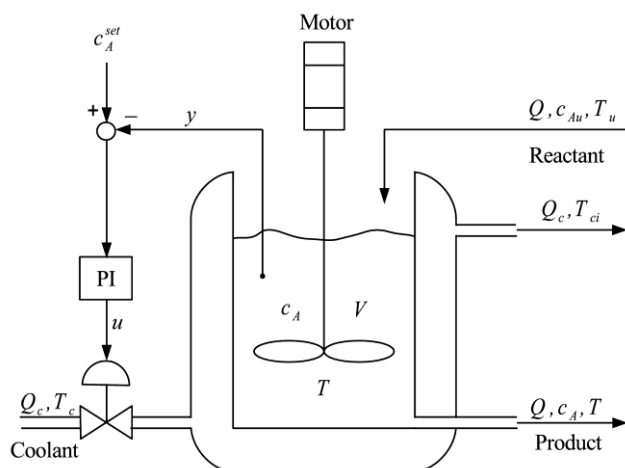 Motor
c_A^set
+
−
y
Q, c_Au, T_u
Reactant
Q_c, T_ci
PI
u
c_A
V
T
Q_c, T_c
Coolant
Q, c_A, T
Product